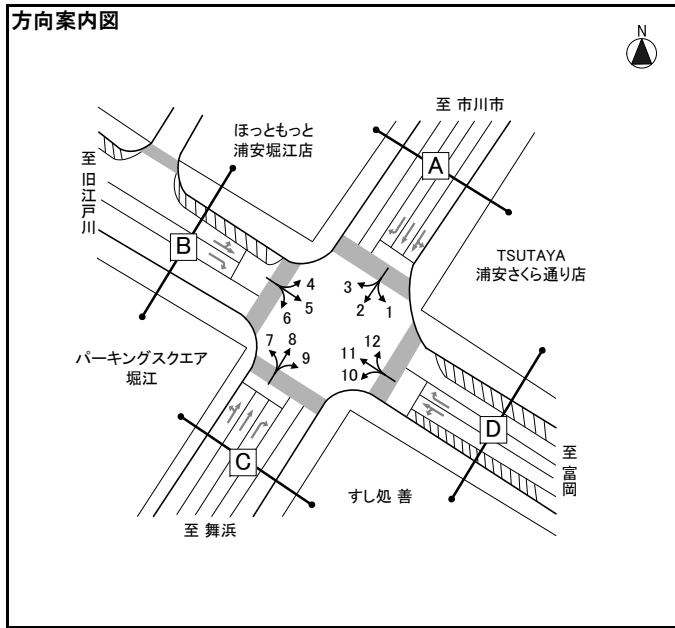 方向案内図
N
至 市川市
ほっともっと
浦安堀江店
至 旧江戸川
A
B
TSUTAYA
浦安さくら通り店
4
3
5
2
1
6
7
8
12
11
9
10
パーキングスクエア
堀江
D
C
至 富岡
すし処 善
至 舞浜